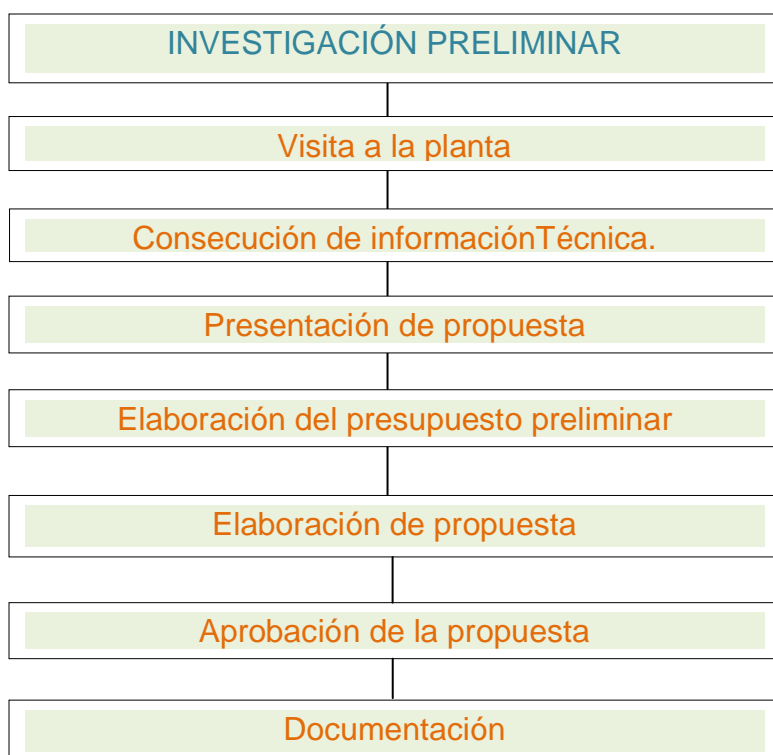 INVESTIGACIÓN PRELIMINAR
Visita a la planta
Consecución de informaciónTécnica.
Presentación de propuesta
Elaboración del presupuesto preliminar
Elaboración de propuesta
Aprobación de la propuesta
Documentación